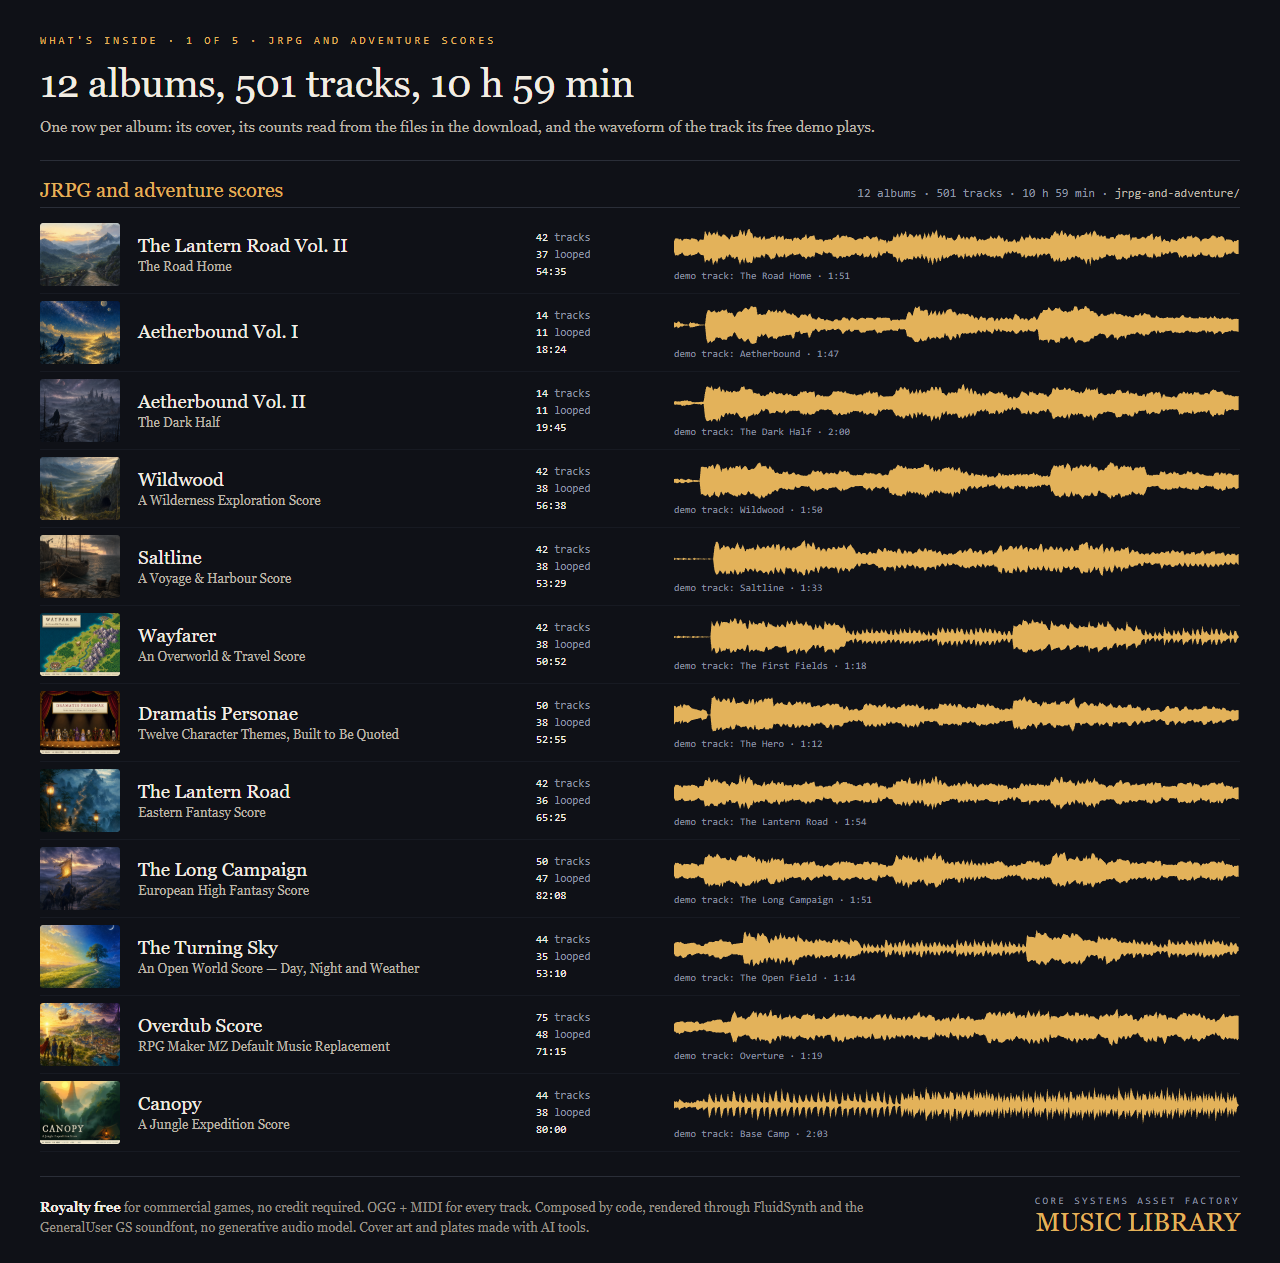 WHAT'S INSIDE · 1 OF 5 · JRPG AND ADVENTURE SCORES
12 albums, 501 tracks, 10 h 59 min
One row per album: its cover, its counts read from the files in the download, and the waveform of the track its free demo plays.
JRPG and adventure scores
12 albums · 501 tracks · 10 h 59 min · jrpg-and-adventure/
The Lantern Road Vol. II
The Road Home
42 tracks
37 looped
54:35
demo track: The Road Home · 1:51
Aetherbound Vol. I
14 tracks
11 looped
18:24
demo track: Aetherbound · 1:47
Aetherbound Vol. II
The Dark Half
14 tracks
11 looped
19:45
demo track: The Dark Half · 2:00
Wildwood
A Wilderness Exploration Score
42 tracks
38 looped
56:38
demo track: Wildwood · 1:50
Saltline
A Voyage & Harbour Score
42 tracks
38 looped
53:29
demo track: Saltline · 1:33
WAYFARER
Wayfarer
An Overworld & Travel Score
42 tracks
38 looped
50:52
demo track: The First Fields · 1:18
DRAMATIS PERSONAE
Dramatis Personae
Twelve Character Themes, Built to Be Quoted
50 tracks
38 looped
52:55
demo track: The Hero · 1:12
The Lantern Road
Eastern Fantasy Score
42 tracks
36 looped
65:25
demo track: The Lantern Road · 1:54
The Long Campaign
European High Fantasy Score
50 tracks
47 looped
82:08
demo track: The Long Campaign · 1:51
The Turning Sky
An Open World Score — Day, Night and Weather
44 tracks
35 looped
53:10
demo track: The Open Field · 1:14
Overdub Score
RPG Maker MZ Default Music Replacement
75 tracks
48 looped
71:15
demo track: Overture · 1:19
CANOPY
Canopy
A Jungle Expedition Score
44 tracks
38 looped
80:00
demo track: Base Camp · 2:03
Royalty free for commercial games, no credit required. OGG + MIDI for every track. Composed by code, rendered through FluidSynth and the
GeneralUser GS soundfont, no generative audio model. Cover art and plates made with AI tools.
CORE SYSTEMS ASSET FACTORY
MUSIC LIBRARY